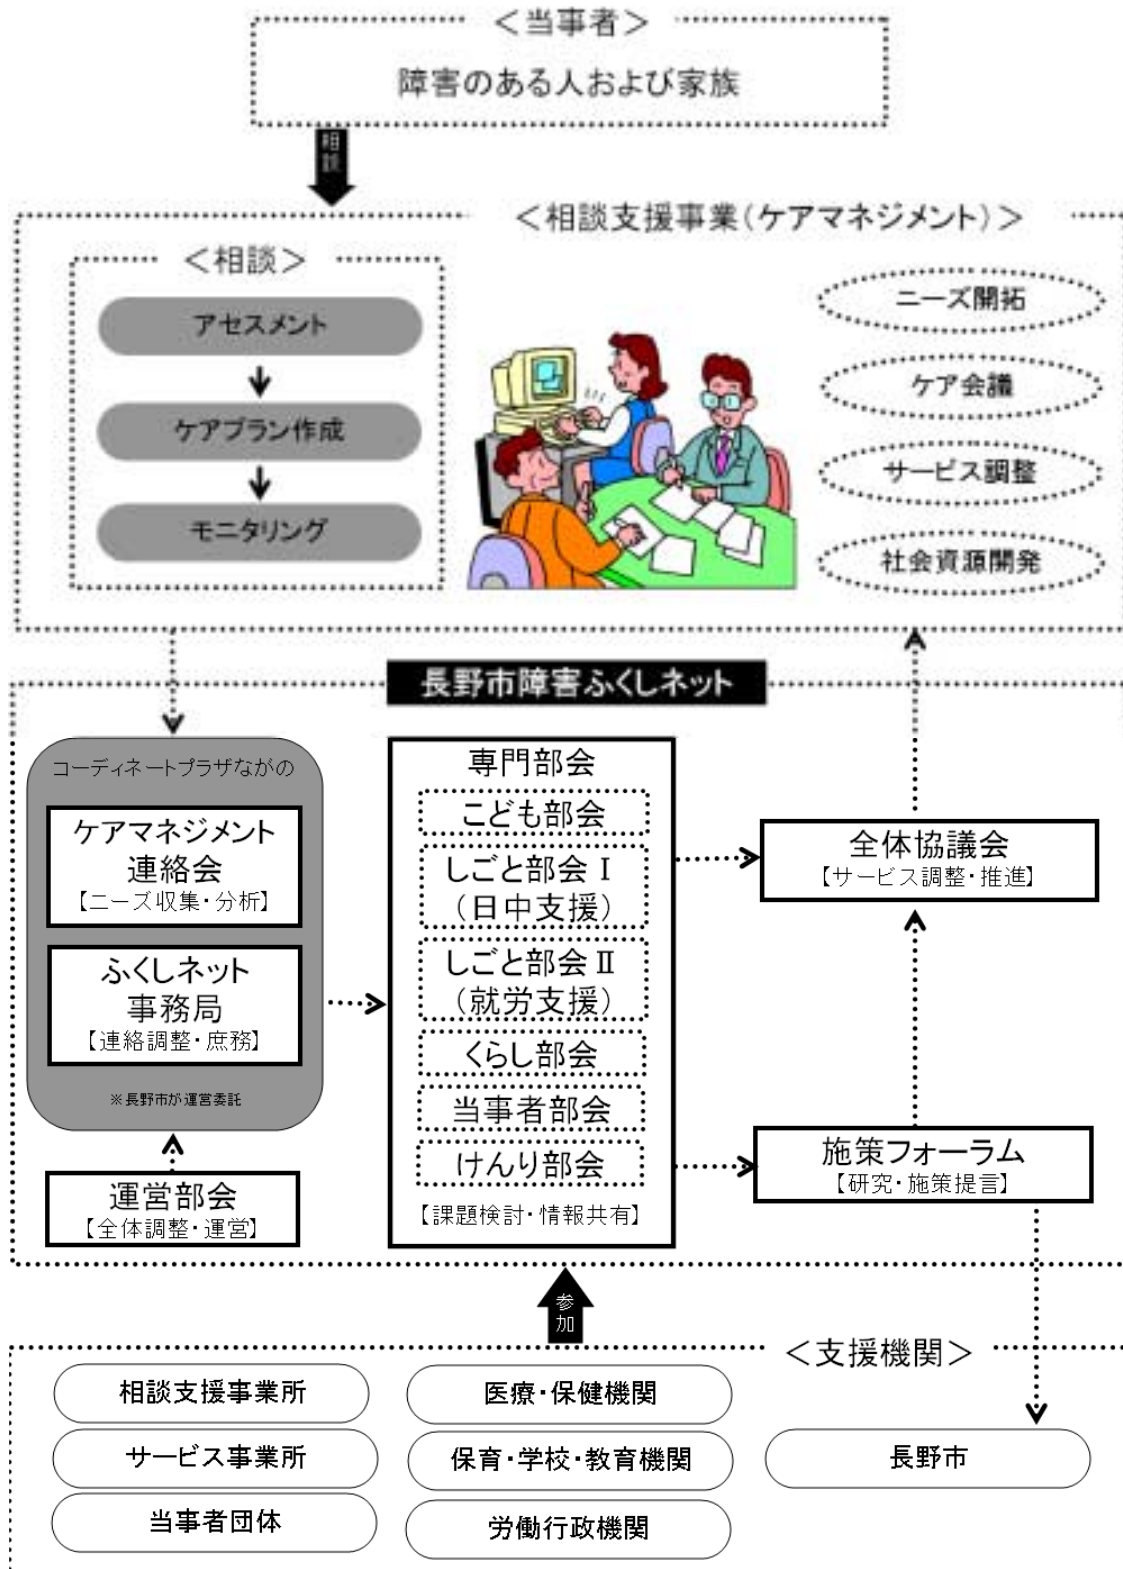 ＜当事者＞
障害のある人および家族
相談
＜相談支援事業(ケアマネジメント)＞
＜相談＞
アセスメント
ケアプラン作成
モニタリング
ニーズ開拓
ケア会議
サービス調整
社会資源開発
長野市障害ふくしネット
コーディネートプラザながの
ケアマネジメント
連絡会
【ニーズ収集・分析】
ふくしネット
事務局
【連絡調整・庶務】
※長野市が運営委託
運営部会
【全体調整・運営】
専門部会
こども部会
しごと部会Ⅰ
(日中支援)
しごと部会Ⅱ
(就労支援)
くらし部会
当事者部会
けんり部会
【課題検討・情報共有】
全体協議会
【サービス調整・推進】
施策フォーラム
【研究・施策提言】
参加
＜支援機関＞
相談支援事業所
サービス事業所
当事者団体
医療・保健機関
保育・学校・教育機関
労働行政機関
長野市